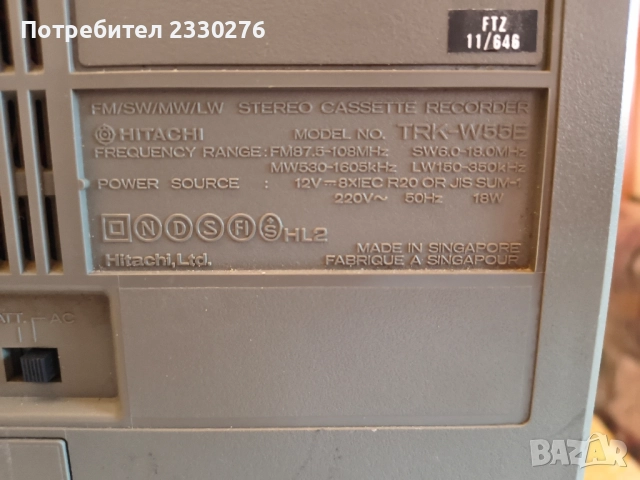 Потребител 2330276
FTZ
11/646
FM/SW/MW/LW STEREO CASSETTE RECORDER
HITACHI MODEL NO. TRK-W55E
FREQUENCY RANGE: FM87.5-108MHz SW6.0-18.0MHz
MW530-1605kHz LW150-350kHz
POWER SOURCE : 12V⎓8XIEC R20 OR JIS SUM-1
220V~ 50Hz 18W
N D S FI S HL2
MADE IN SINGAPORE
Hitachi, Ltd. FABRIQUE A SINGAPOUR
BATT. AC
BAZAR